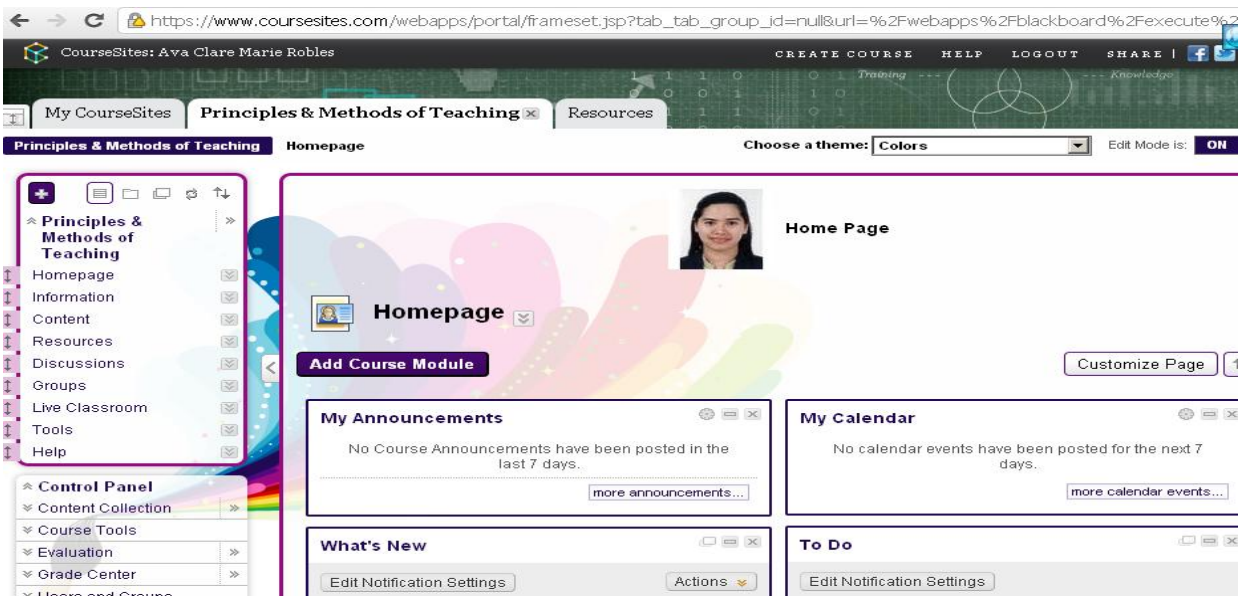 https://www.coursesites.com/webapps/portal/frameset.jsp?tab_tab_group_id=null&url=%2Fwebapps%2Fblackboard%2Fexecute%2
CourseSites: Ava Clare Marie Robles
CREATE COURSE HELP LOGOUT SHARE |
Training --- --- Knowledge
My CourseSites Principles & Methods of Teaching Resources
Principles & Methods of Teaching Homepage Choose a theme: Colors Edit Mode is: ON
Principles &
Methods of
Teaching
Homepage
Information
Content
Resources
Discussions
Groups
Live Classroom
Tools
Help
Control Panel
Content Collection
Course Tools
Evaluation
Grade Center
Users and Groups
Home Page
Homepage
Add Course Module Customize Page
My Announcements
No Course Announcements have been posted in the
last 7 days.
more announcements...
My Calendar
No calendar events have been posted for the next 7
days.
more calendar events...
What's New
Edit Notification Settings Actions
To Do
Edit Notification Settings